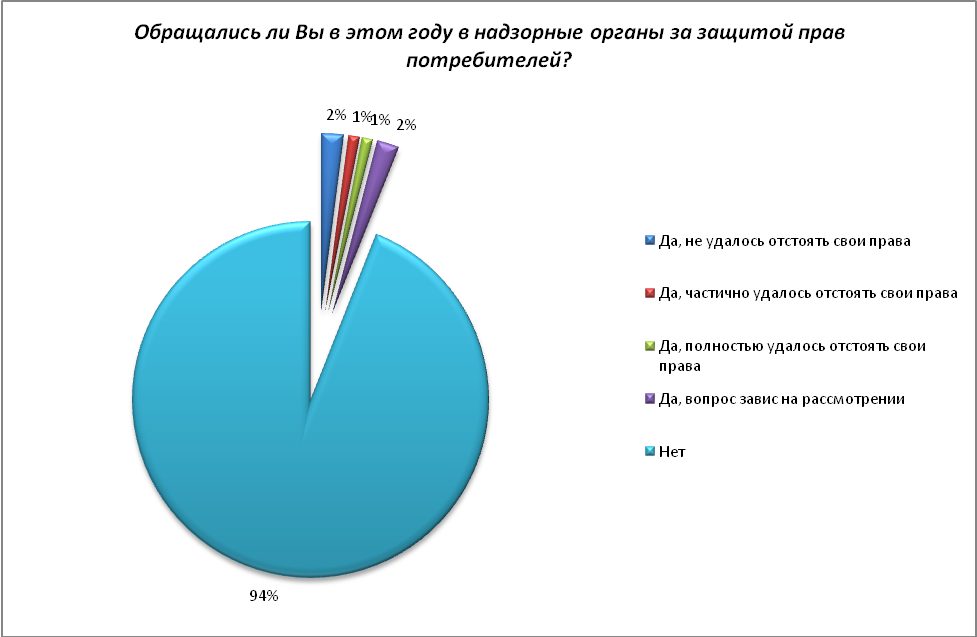 Обращались ли Вы в этом году в надзорные органы за защитой прав
потребителей?
2%
1%
1%
2%
Да, не удалось отстоять свои права
Да, частично удалось отстоять свои права
Да, полностью удалось отстоять свои
права
Да, вопрос завис на рассмотрении
Нет
94%